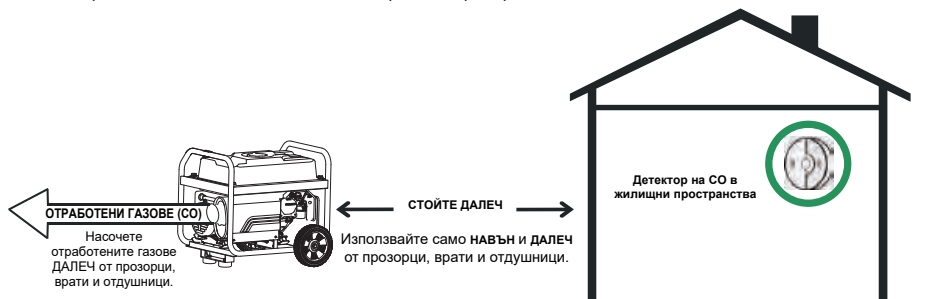 ОТРАБОТЕНИ ГАЗОВЕ (CO)
Насочете
отработените газове
ДАЛЕЧ от прозорци,
врати и отдушници.
СТОЙТЕ ДАЛЕЧ
Използвайте само НАВЪН и ДАЛЕЧ
от прозорци, врати и отдушници.
Детектор на CO в
жилищни пространства